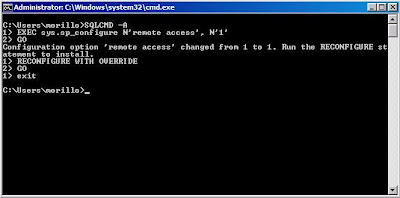 Administrator: C:\Windows\system32\cmd.exe
C:\Users\morillo>SQLCMD -A
1> EXEC sys.sp_configure N'remote access', N'1'
2> GO
Configuration option 'remote access' changed from 1 to 1. Run the RECONFIGURE st
atement to install.
1> RECONFIGURE WITH OVERRIDE
2> GO
1> exit
C:\Users\morillo>_